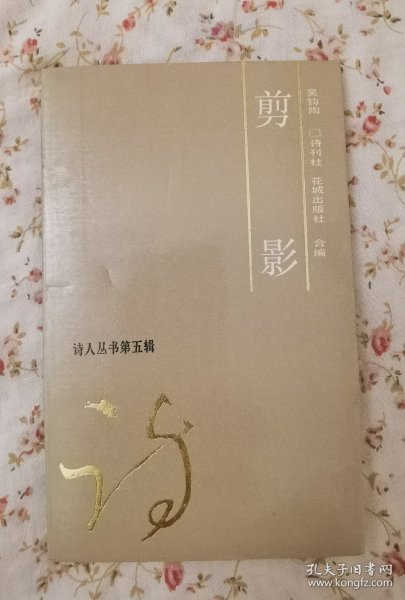 剪影
吴钧陶 □诗刊社 花城出版社 合编
诗人丛书第五辑
诗
孔夫子旧书网
www.kongfz.com